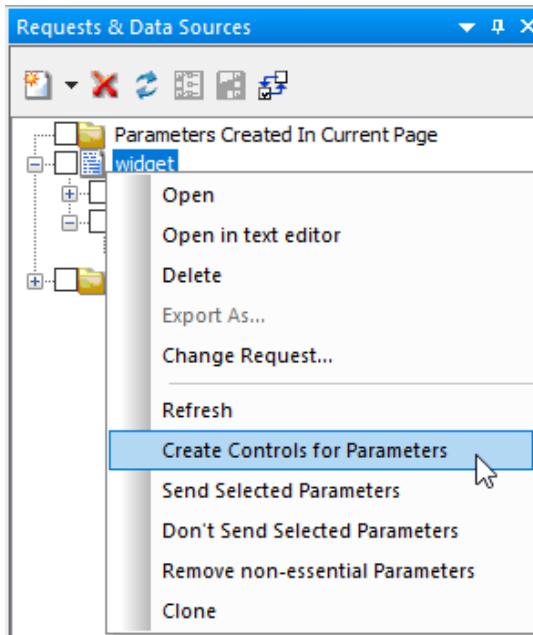 Requests & Data Sources
Parameters Created In Current Page
widget
Open
Open in text editor
Delete
Export As...
Change Request...
Refresh
Create Controls for Parameters
Send Selected Parameters
Don't Send Selected Parameters
Remove non-essential Parameters
Clone